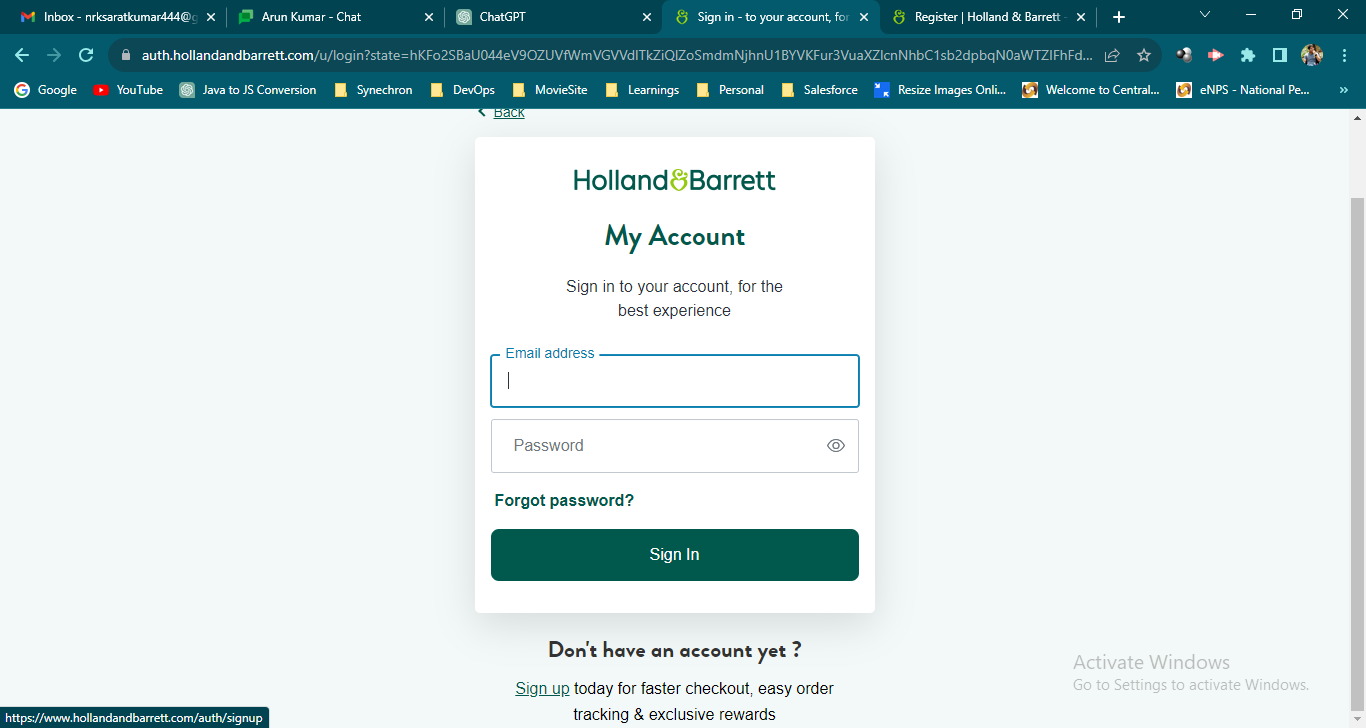 Inbox - nrksaratkumar444@g
Arun Kumar - Chat
ChatGPT
Sign in - to your account, for
Register | Holland & Barrett -
auth.hollandandbarrett.com/u/login?state=
Google
YouTube
Java to JS Conversion
Synechron
DevOps
MovieSite
Learnings
Personal
Salesforce
Resize Images Onli...
Welcome to Central...
eNPS - National Pe...
»
Back
Holland&Barrett
My Account
Sign in to your account, for the
best experience
Email address
Password
Forgot password?
Sign In
Don't have an account yet ?
Sign up today for faster checkout, easy order
tracking & exclusive rewards
Activate Windows
Go to Settings to activate Windows.
https://www.hollandandbarrett.com/auth/signup